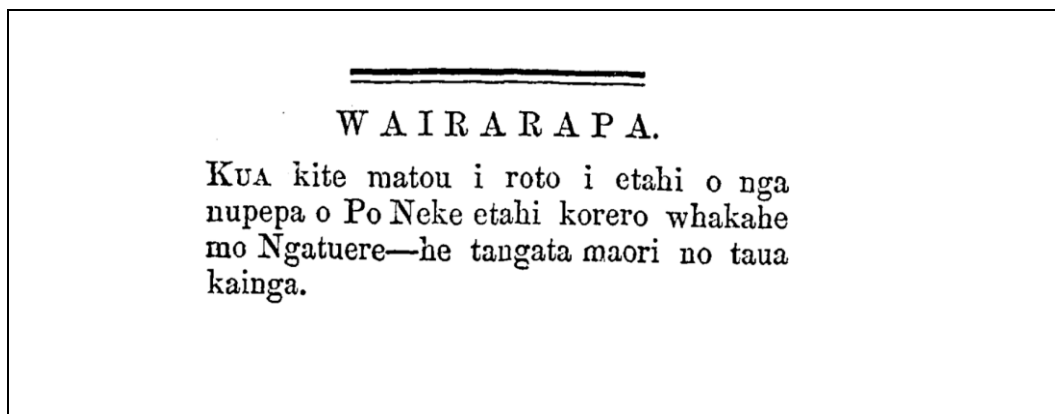 WAIRARAPA.
KUA kite matou i roto i etahi o nga
nupepa o Po Neke etahi korero whakahe
mo Ngatuere—he tangata maori no taua
kainga.